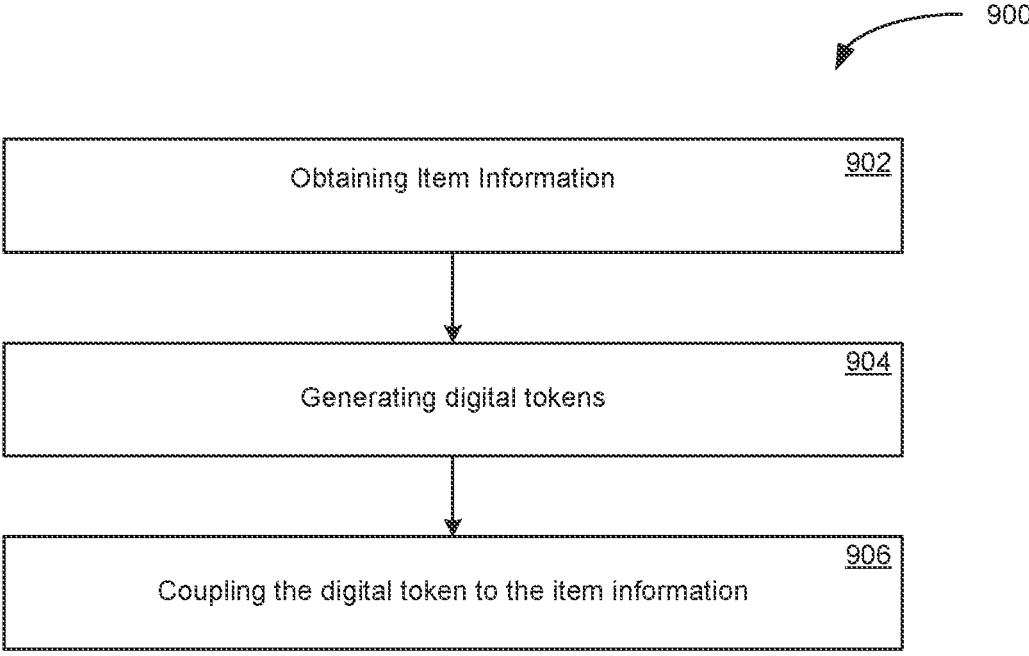 900
902
Obtaining Item Information
904
Generating digital tokens
906
Coupling the digital token to the item information